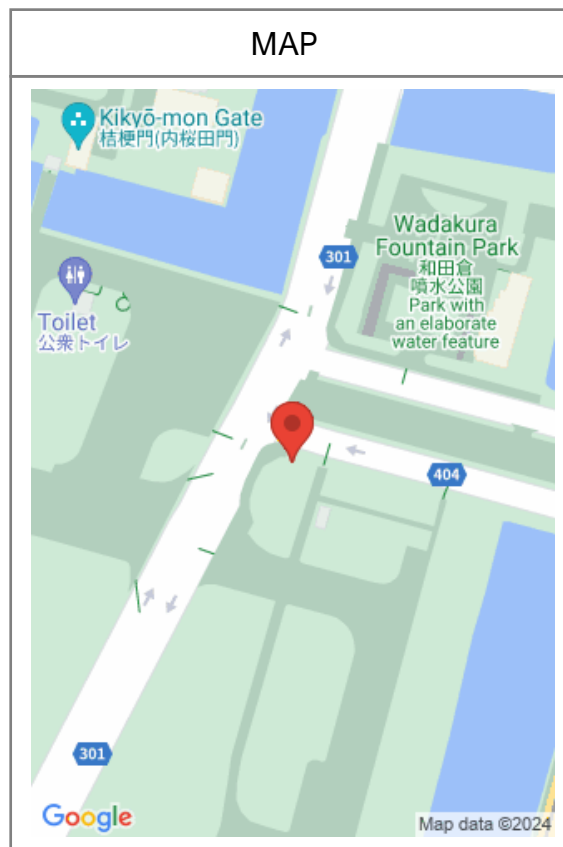 MAP
Kikyō-mon Gate
桔梗門(内桜田門)
Wadakura
Fountain Park
和田倉
噴水公園
Park with
an elaborate
water feature
301
Toilet
公衆トイレ
404
301
Google
Map data ©2024